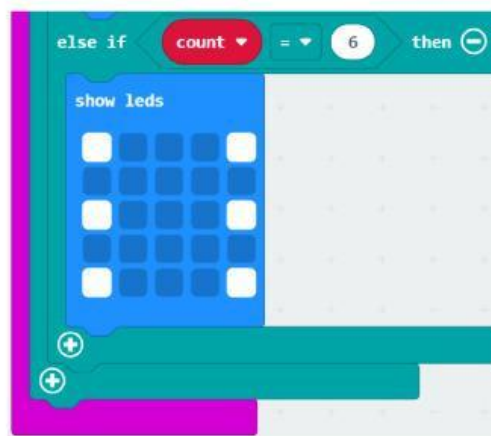 else if count = 6 then
show leds